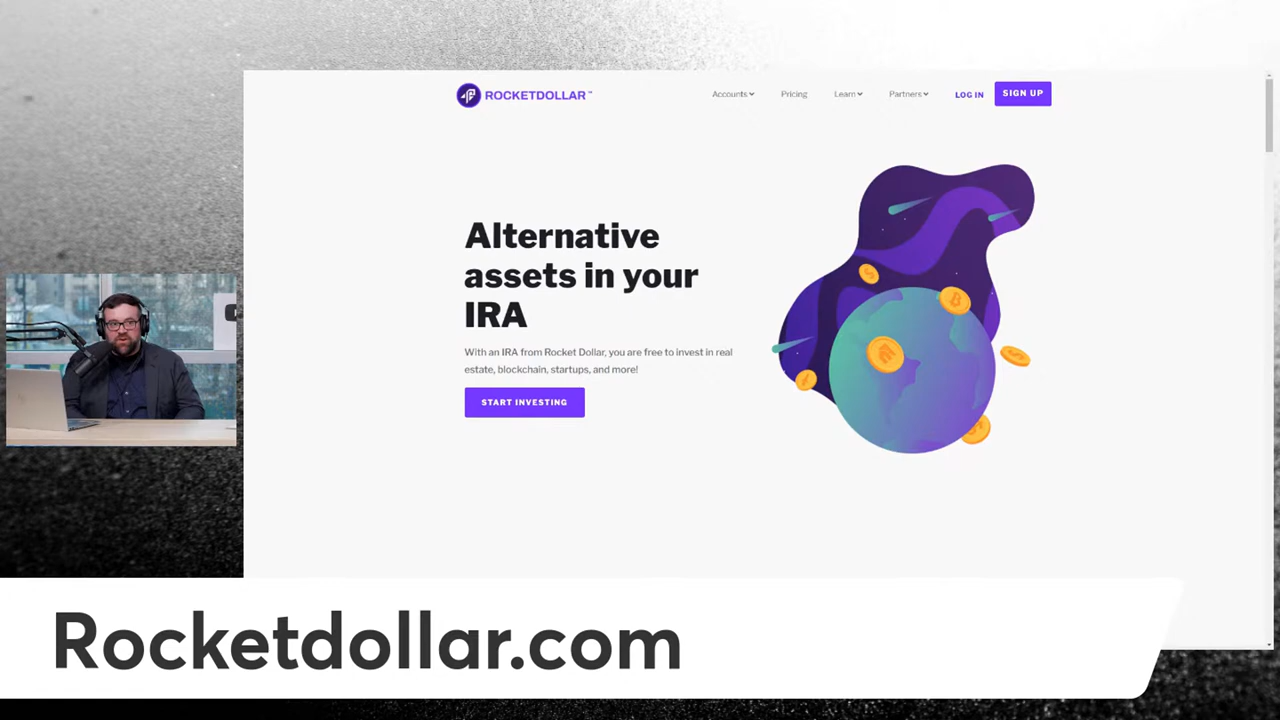 ROCKETDOLLAR™
Accounts
Pricing
Learn
Partners
LOG IN
SIGN UP
Alternative
assets in your
IRA
With an IRA from Rocket Dollar, you are free to invest in real
estate, blockchain, startups, and more!
START INVESTING
Rocketdollar.com